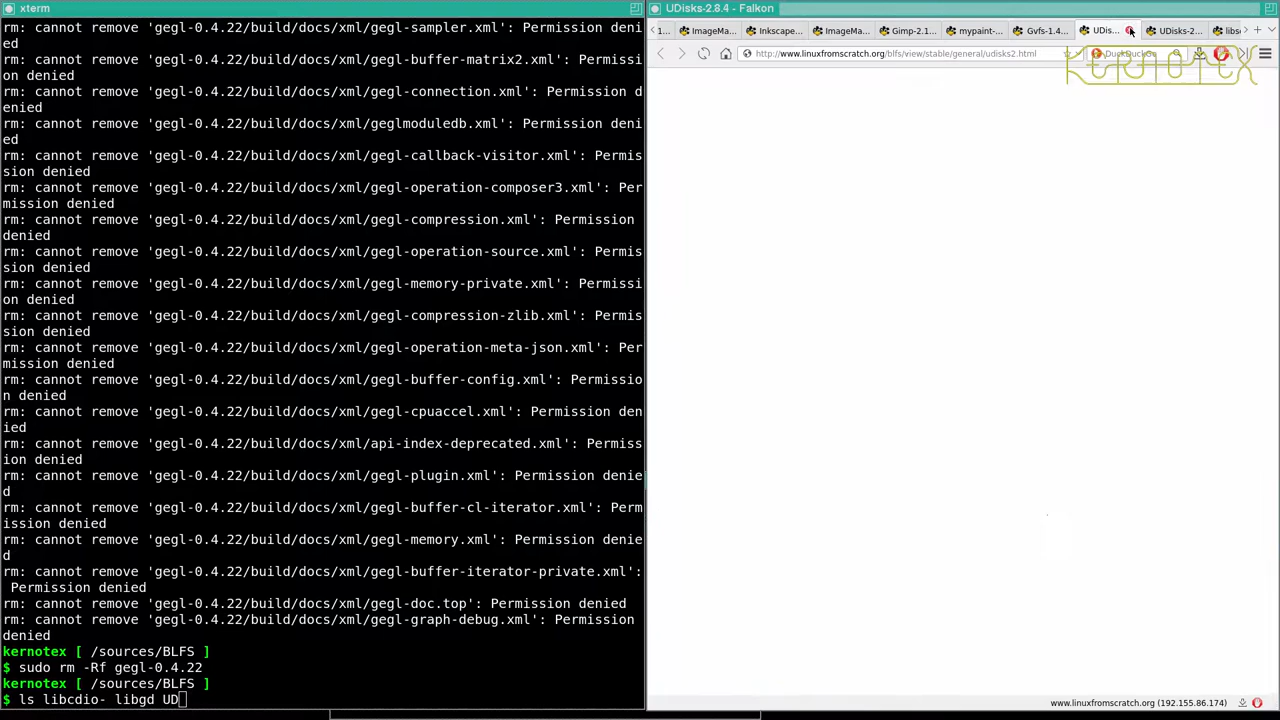 xterm
rm: cannot remove 'gegl-0.4.22/build/docs/xml/gegl-sampler.xml': Permission deni
ed
rm: cannot remove 'gegl-0.4.22/build/docs/xml/gegl-buffer-matrix2.xml': Permissi
on denied
rm: cannot remove 'gegl-0.4.22/build/docs/xml/gegl-connection.xml': Permission d
enied
rm: cannot remove 'gegl-0.4.22/build/docs/xml/geglmoduledb.xml': Permission deni
ed
rm: cannot remove 'gegl-0.4.22/build/docs/xml/gegl-callback-visitor.xml': Permis
sion denied
rm: cannot remove 'gegl-0.4.22/build/docs/xml/gegl-operation-composer3.xml': Per
mission denied
rm: cannot remove 'gegl-0.4.22/build/docs/xml/gegl-compression.xml': Permission
denied
rm: cannot remove 'gegl-0.4.22/build/docs/xml/gegl-operation-source.xml': Permis
sion denied
rm: cannot remove 'gegl-0.4.22/build/docs/xml/gegl-memory-private.xml': Permissi
on denied
rm: cannot remove 'gegl-0.4.22/build/docs/xml/gegl-compression-zlib.xml': Permis
sion denied
rm: cannot remove 'gegl-0.4.22/build/docs/xml/gegl-operation-meta-json.xml': Per
mission denied
rm: cannot remove 'gegl-0.4.22/build/docs/xml/gegl-buffer-config.xml': Permissio
n denied
rm: cannot remove 'gegl-0.4.22/build/docs/xml/gegl-cpuaccel.xml': Permission den
ied
rm: cannot remove 'gegl-0.4.22/build/docs/xml/api-index-deprecated.xml': Permiss
ion denied
rm: cannot remove 'gegl-0.4.22/build/docs/xml/gegl-plugin.xml': Permission denie
d
rm: cannot remove 'gegl-0.4.22/build/docs/xml/gegl-buffer-cl-iterator.xml': Perm
ission denied
rm: cannot remove 'gegl-0.4.22/build/docs/xml/gegl-memory.xml': Permission denie
d
rm: cannot remove 'gegl-0.4.22/build/docs/xml/gegl-buffer-iterator-private.xml':
 Permission denied
rm: cannot remove 'gegl-0.4.22/build/docs/xml/gegl-doc.top': Permission denied
rm: cannot remove 'gegl-0.4.22/build/docs/xml/gegl-graph-debug.xml': Permission
denied
kernotex [ /sources/BLFS ]
$ sudo rm -Rf gegl-0.4.22
kernotex [ /sources/BLFS ]
$ ls libcdio- libgd UD
UDisks-2.8.4 - Falkon
1... ImageMa... Inkscape... ImageMa... Gimp-2.1... mypaint-... Gvfs-1.4... UDis... UDisks-2... libs
http://www.linuxfromscratch.org/blfs/view/stable/general/udisks2.html DuckDuckGo
KERNOTEX
www.linuxfromscratch.org (192.155.86.174)